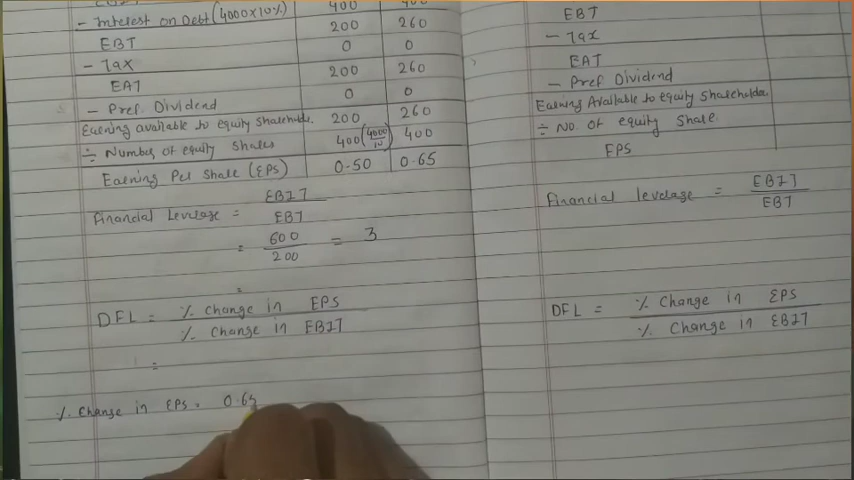 - Interest on Debt (4000×10%) 400
EBT 200 260
- Tax 0 0
EAT 200 260
- Pref. Dividend 0 0
Earning available to equity shareholde. 200 260
÷ Number of equity Shares 400 (4000/10) 400
Earning Per Share (EPS) 0.50 0.65
Financial Leverage = EBIT
EBT
= 600 = 3
200
=
DFL = % Change in EPS
% Change in EBIT
=
% Change in EPS = 0.65
EBT
- Tax
EAT
- Pref. Dividend
Earning Available to equity Shareholder
÷ No. of equity Share
EPS
Financial leverage = EBIT
EBT
DFL = % Change in EPS
% Change in EBIT